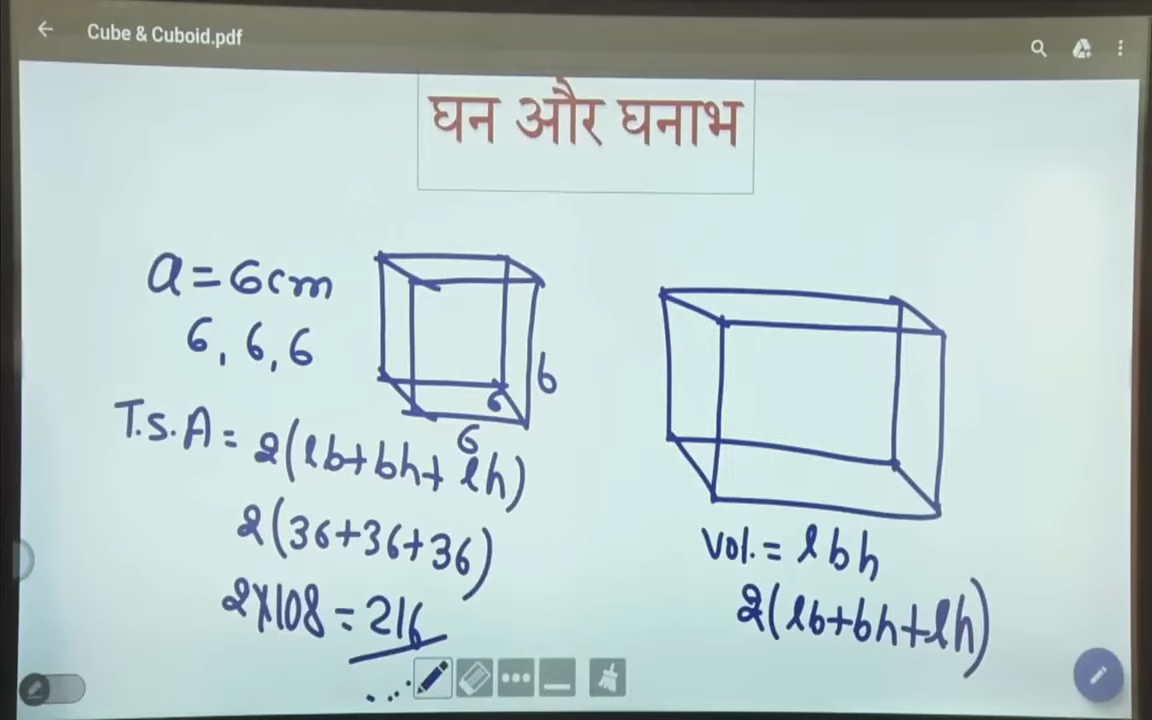 Cube & Cuboid.pdf
घन और घनाभ
a = 6cm
6, 6, 6
6
6
6
T.S.A = 2(lb+bh+lh)
2(36+36+36)
2×108 = 216
Vol. = lbh
2(lb+bh+lh)